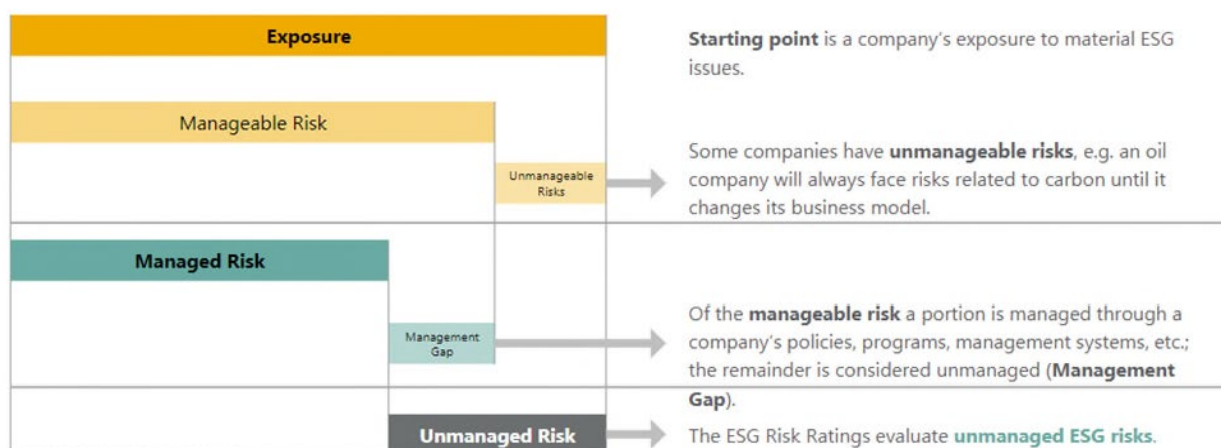 Exposure
Starting point is a company's exposure to material ESG
issues.
Manageable Risk
Unmanageable
Risks
Some companies have unmanageable risks, e.g. an oil
company will always face risks related to carbon until it
changes its business model.
Managed Risk
Management
Gap
Of the manageable risk a portion is managed through a
company's policies, programs, management systems, etc.;
the remainder is considered unmanaged (Management
Gap).
Unmanaged Risk
The ESG Risk Ratings evaluate unmanaged ESG risks.